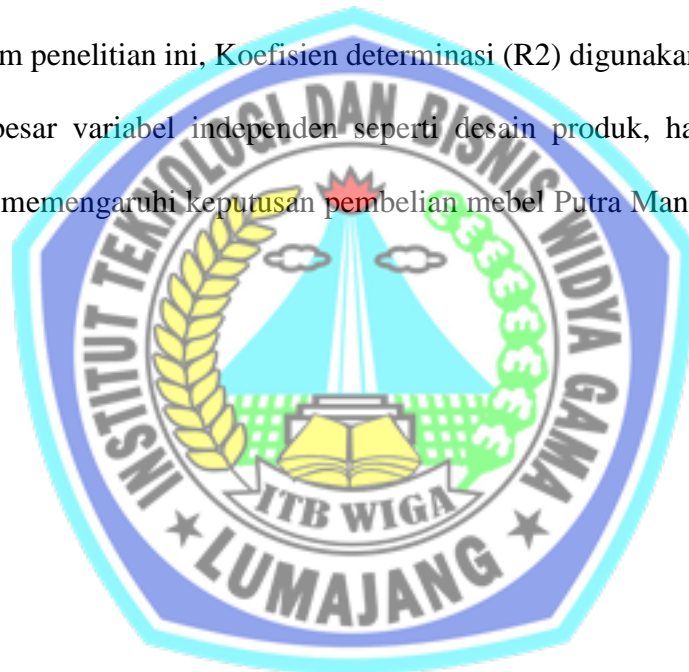 m penelitian ini, Koefisien determinasi (R2) digunakan
besar variabel independen seperti desain produk, ha
memengaruhi keputusan pembelian mebel Putra Man
INSTITUT TEKNOLOGI DAN BISNIS WIDYA GAMA
ITB WIGA
LUMAJANG